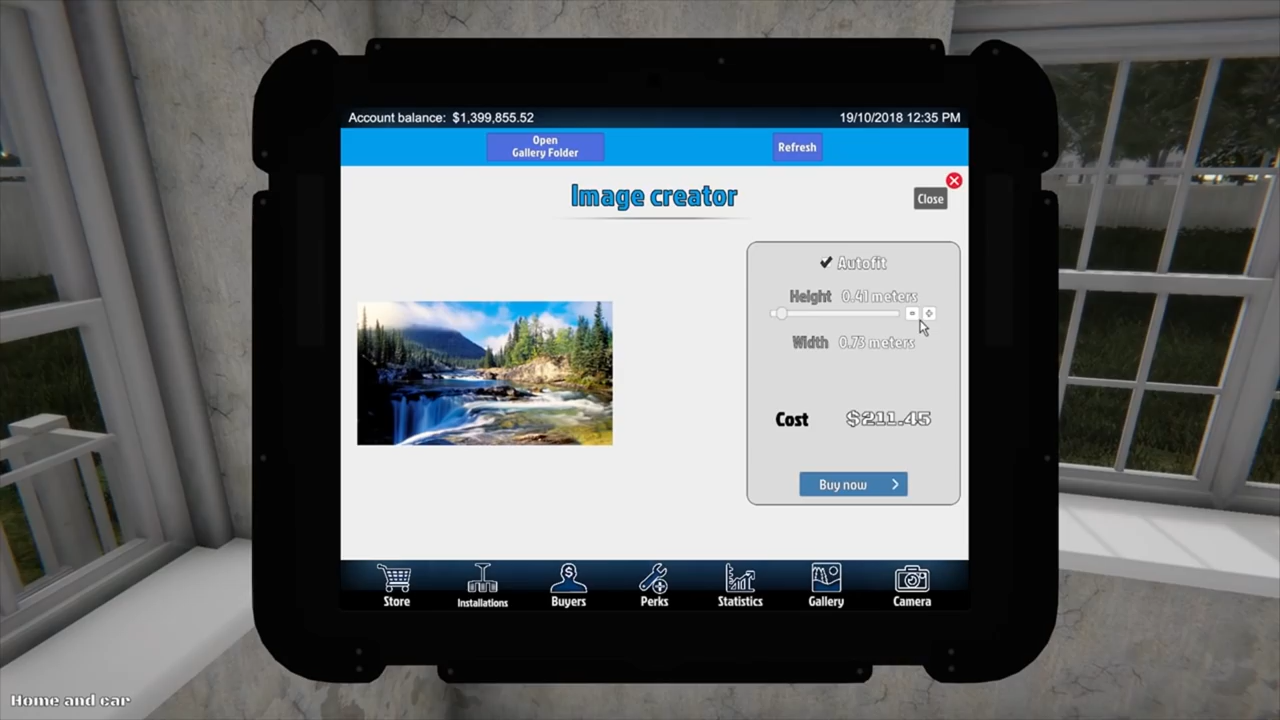 Account balance: $1,399,855.52
19/10/2018 12:35 PM
Open
Gallery Folder
Refresh
Image creator
Close
Autofit
Height 0.41 meters
Width 0.73 meters
Cost $211.45
Buy now
Store
Installations
Buyers
Perks
Statistics
Gallery
Camera
Home and car